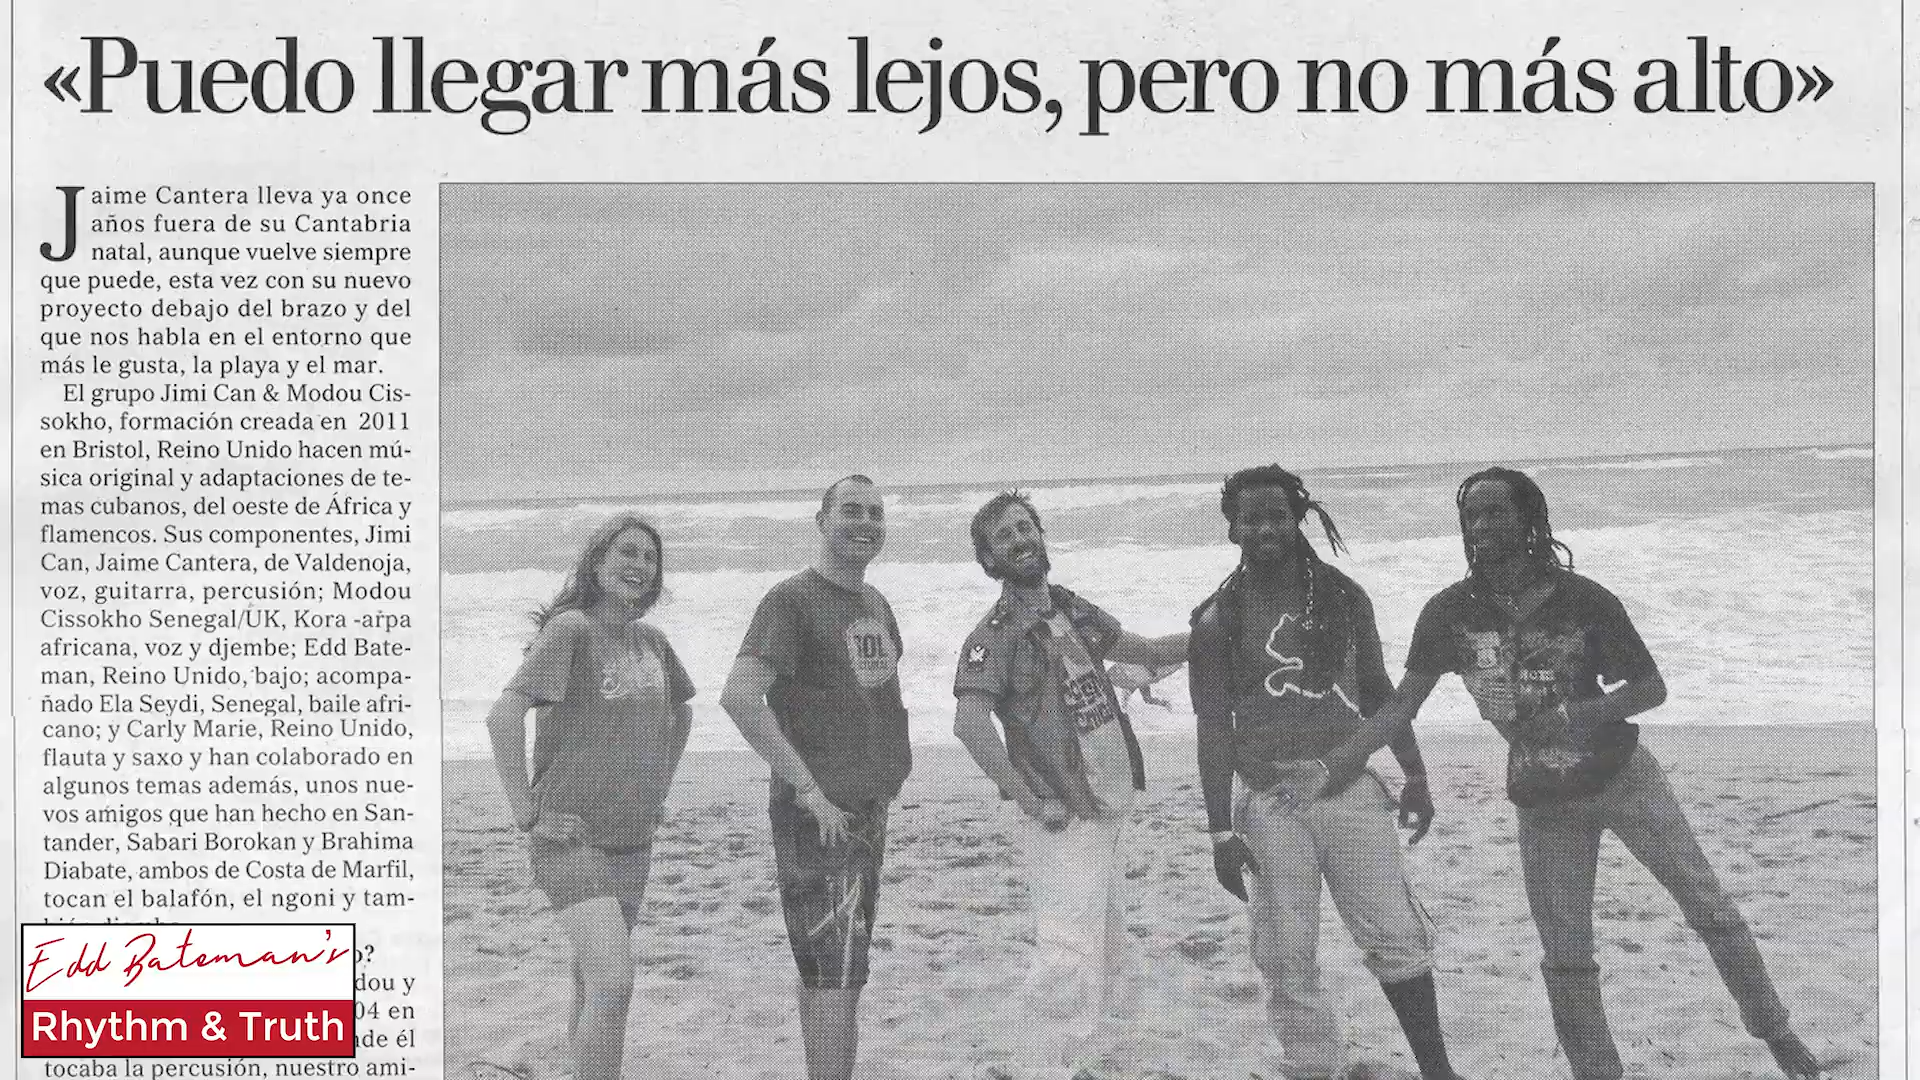 «Puedo llegar más lejos, pero no más alto»
Jaime Cantera lleva ya once
años fuera de su Cantabria
natal, aunque vuelve siempre
que puede, esta vez con su nuevo
proyecto debajo del brazo y del
que nos habla en el entorno que
más le gusta, la playa y el mar.
El grupo Jimi Can & Modou Cis-
sokho, formación creada en 2011
en Bristol, Reino Unido hacen mú-
sica original y adaptaciones de te-
mas cubanos, del oeste de África y
flamencos. Sus componentes, Jimi
Can, Jaime Cantera, de Valdenoja,
voz, guitarra, percusión; Modou
Cissokho Senegal/UK, Kora -arpa
africana, voz y djembe; Edd Bate-
man, Reino Unido, bajo; acompa-
ñado Ela Seydi, Senegal, baile afri-
cano; y Carly Marie, Reino Unido,
flauta y saxo y han colaborado en
algunos temas además, unos nue-
vos amigos que han hecho en San-
tander, Sabari Borokan y Brahima
Diabate, ambos de Costa de Marfil,
tocan el balafón, el ngoni y tam-
o?
dou y
04 en
nde él
tocaba la percusión, nuestro ami-
Edd Bateman's
Rhythm & Truth